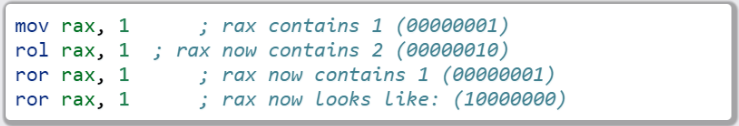 mov rax, 1      ; rax contains 1 (00000001)
rol rax, 1  ; rax now contains 2 (00000010)
ror rax, 1      ; rax now contains 1 (00000001)
ror rax, 1      ; rax now looks like: (10000000)